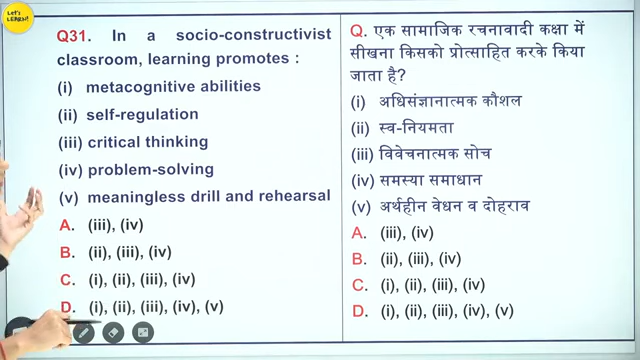 LET'S
LEARN!
Q31. In a socio-constructivist
classroom, learning promotes :
(i) metacognitive abilities
(ii) self-regulation
(iii) critical thinking
(iv) problem-solving
(v) meaningless drill and rehearsal
A. (iii), (iv)
B. (ii), (iii), (iv)
C. (i), (ii), (iii), (iv)
D. (i), (ii), (iii), (iv), (v)
Q. एक सामाजिक रचनावादी कक्षा में
सीखना किसको प्रोत्साहित करके किया
जाता है?
(i) अधिसंज्ञानात्मक कौशल
(ii) स्व-नियमता
(iii) विवेचनात्मक सोच
(iv) समस्या समाधान
(v) अर्थहीन वेधन व दोहराव
A. (iii), (iv)
B. (ii), (iii), (iv)
C. (i), (ii), (iii), (iv)
D. (i), (ii), (iii), (iv), (v)